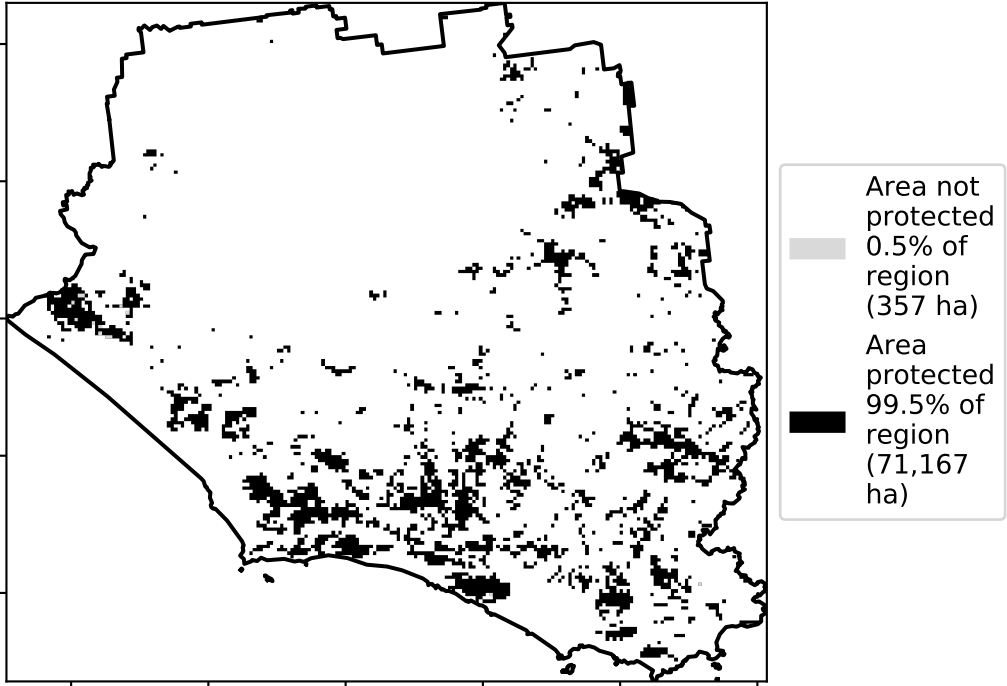 Area not
protected
0.5% of
region
(357 ha)
Area
protected
99.5% of
region
(71,167
ha)